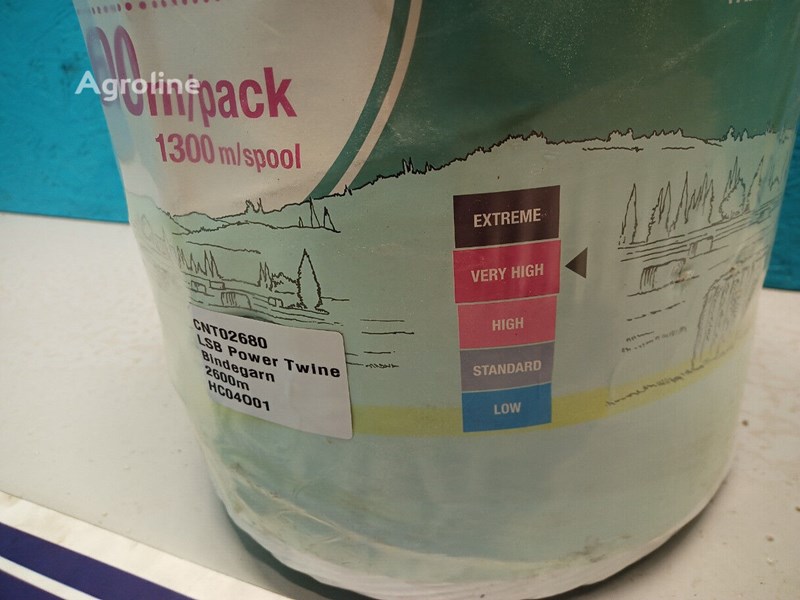 Agroline
m/pack
1300 m/spool
EXTREME
VERY HIGH
HIGH
STANDARD
LOW
CNT02680
LSB Power Twine
Bindegarn
2600m
HC04001